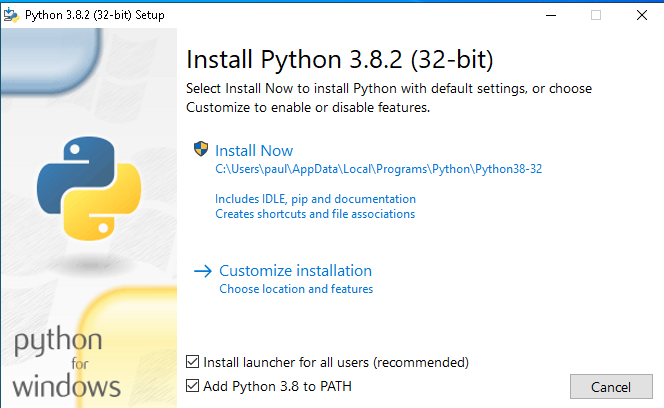 Python 3.8.2 (32-bit) Setup
Install Python 3.8.2 (32-bit)
Select Install Now to install Python with default settings, or choose
Customize to enable or disable features.
Install Now
C:\Users\paul\AppData\Local\Programs\Python\Python38-32
Includes IDLE, pip and documentation
Creates shortcuts and file associations
Customize installation
Choose location and features
python
for
windows
Install launcher for all users (recommended)
Add Python 3.8 to PATH
Cancel